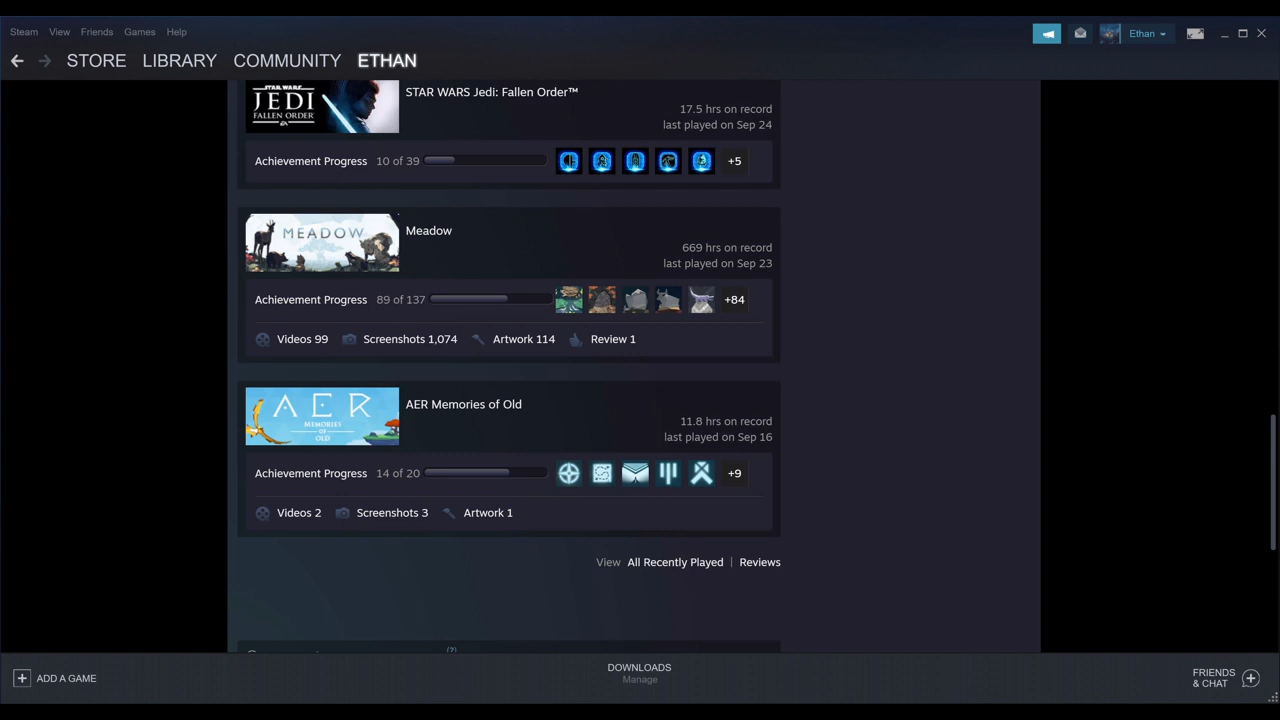 Steam View Friends Games Help
Ethan
STORE LIBRARY COMMUNITY ETHAN
STAR WARS
JEDI
FALLEN ORDER
EA
STAR WARS Jedi: Fallen Order™
17.5 hrs on record
last played on Sep 24
Achievement Progress 10 of 39 +5
MEADOW
Meadow
669 hrs on record
last played on Sep 23
Achievement Progress 89 of 137 +84
Videos 99 Screenshots 1,074 Artwork 114 Review 1
AER
MEMORIES
OF
OLD
AER Memories of Old
11.8 hrs on record
last played on Sep 16
Achievement Progress 14 of 20 +9
Videos 2 Screenshots 3 Artwork 1
View All Recently Played | Reviews
(?)
ADD A GAME
DOWNLOADS
Manage
FRIENDS
& CHAT